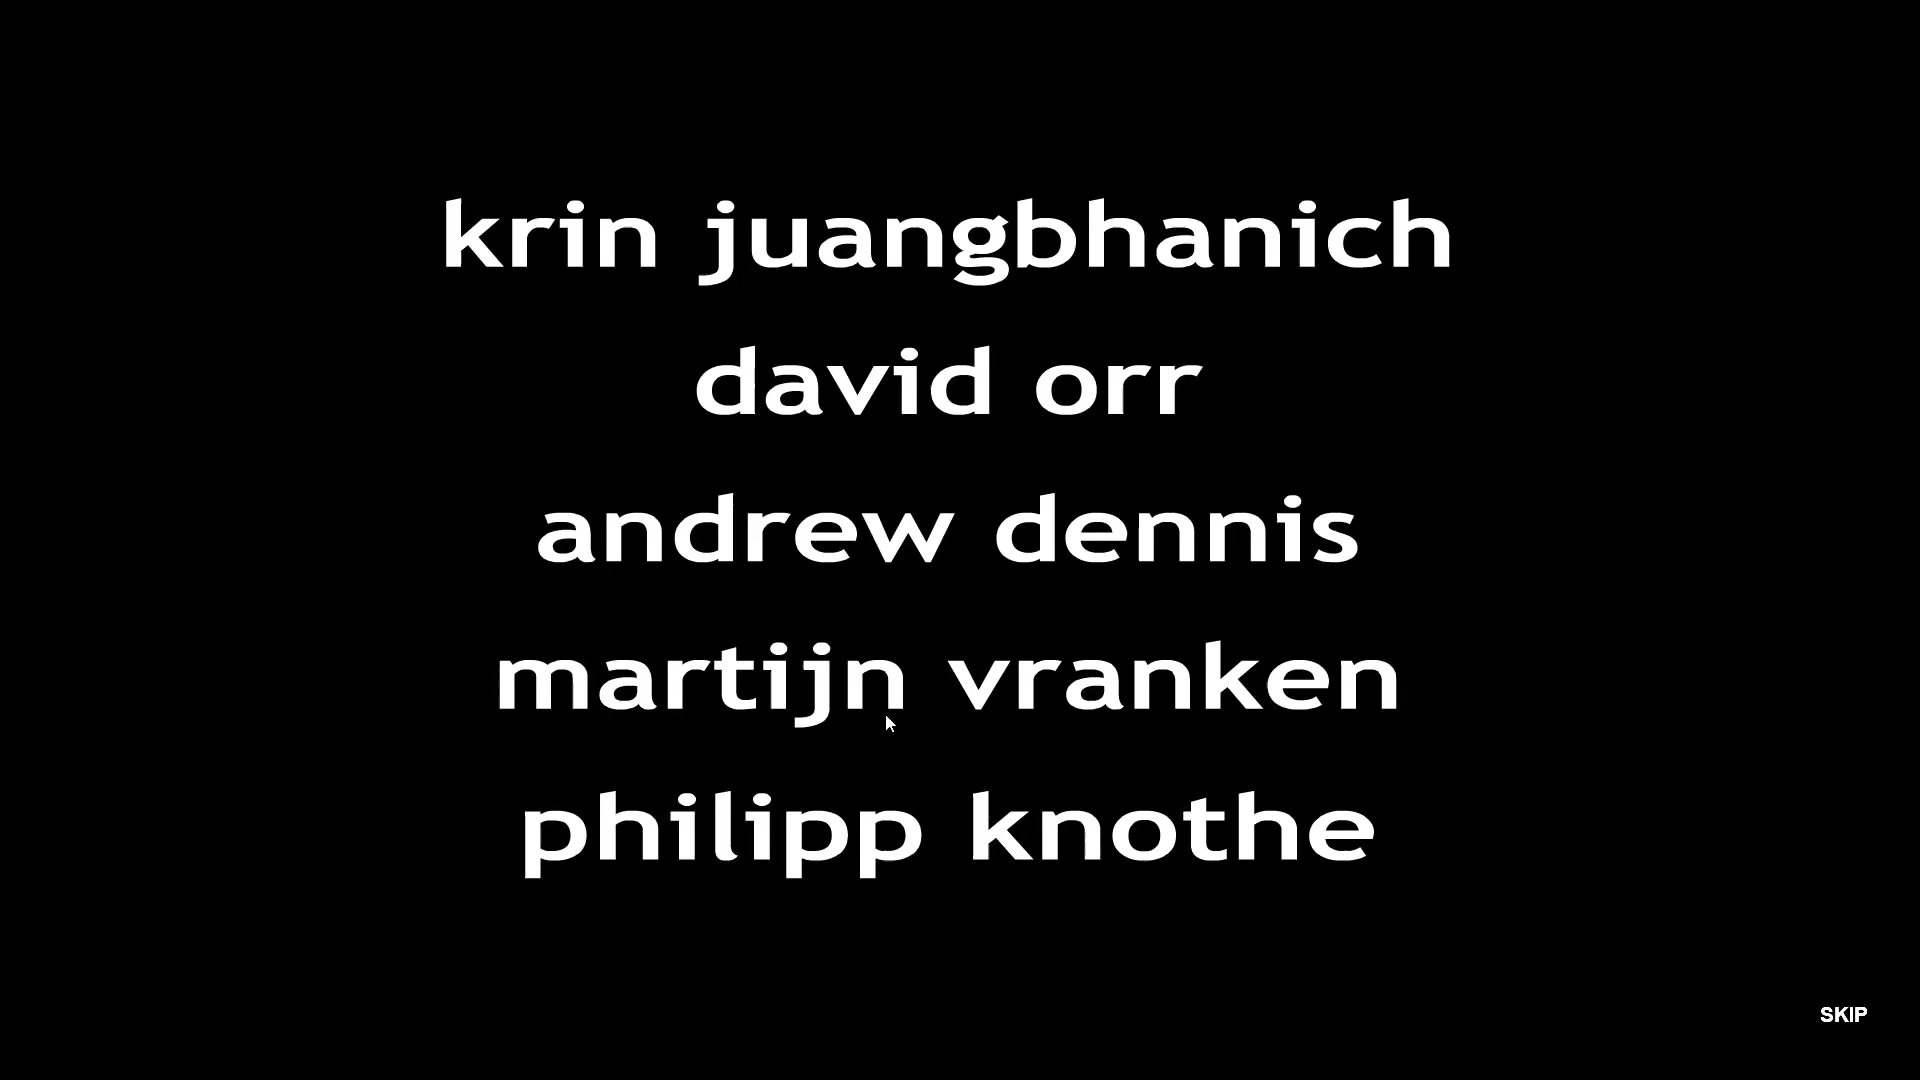 krin juangbhanich
david orr
andrew dennis
martijn vranken
philipp knothe
SKIP